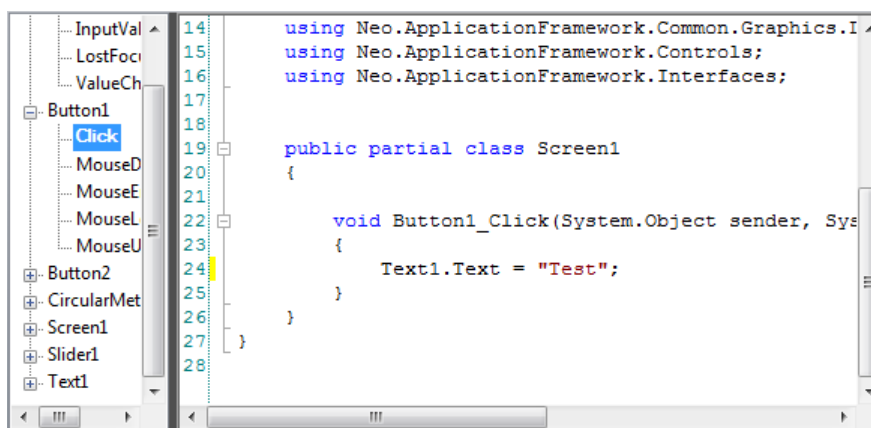 InputVal
LostFoc
ValueCh
Button1
Click
MouseD
MouseE
MouseL
MouseU
Button2
CircularMet
Screen1
Slider1
Text1
14 using Neo.ApplicationFramework.Common.Graphics.I
15 using Neo.ApplicationFramework.Controls;
16 using Neo.ApplicationFramework.Interfaces;
17
18
19 public partial class Screen1
20 {
21
22 void Button1_Click(System.Object sender, Sys
23 {
24 Text1.Text = "Test";
25 }
26 }
27 }
28